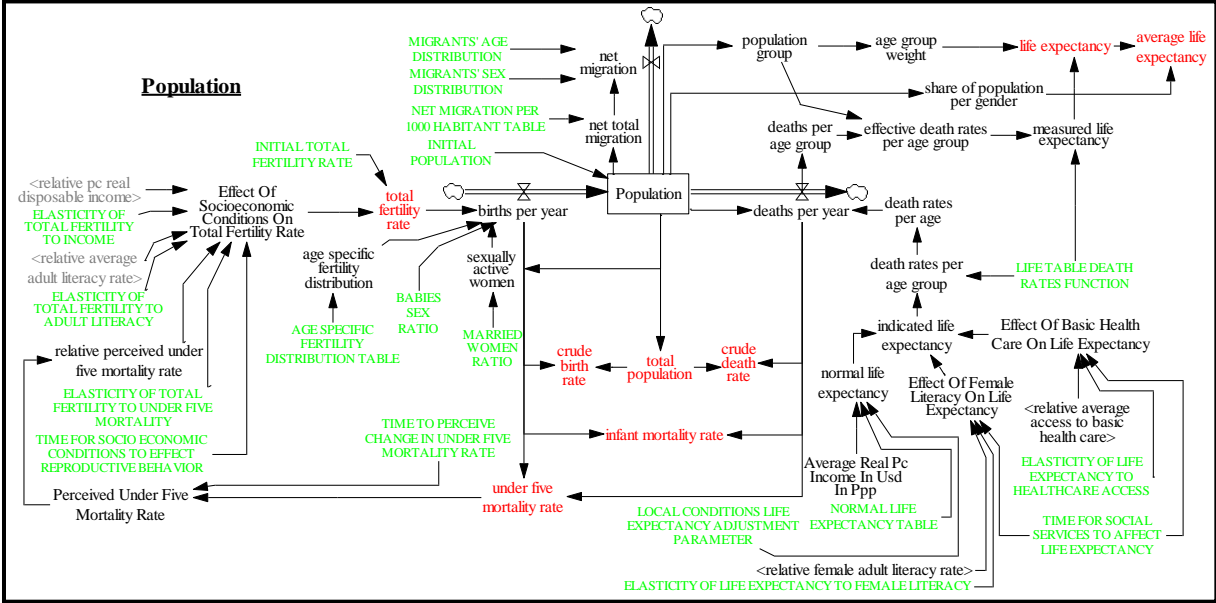 Population
MIGRANTS' AGE
DISTRIBUTION
MIGRANTS' SEX
DISTRIBUTION
NET MIGRATION PER
1000 HABITANT TABLE
INITIAL
POPULATION
net
migration
net total
migration
population
group
age group
weight
life expectancy
average life
expectancy
share of population
per gender
deaths per
age group
effective death rates
per age group
measured life
expectancy
INITIAL TOTAL
FERTILITY RATE
<relative pc real
disposable income>
ELASTICITY OF
TOTAL FERTILITY
TO INCOME
<relative average
adult literacy rate>
ELASTICITY OF
TOTAL FERTILITY TO
ADULT LITERACY
Effect Of
Socioeconomic
Conditions On
Total Fertility Rate
total
fertility
rate
births per year
Population
deaths per year
death rates
per age
age specific
fertility
distribution
sexually
active
women
BABIES
SEX
RATIO
AGE SPECIFIC
FERTILITY
DISTRIBUTION TABLE
MARRIED
WOMEN
RATIO
death rates per
age group
LIFE TABLE DEATH
RATES FUNCTION
indicated life
expectancy
Effect Of Basic Health
Care On Life Expectancy
relative perceived under
five mortality rate
ELASTICITY OF TOTAL
FERTILITY TO UNDER FIVE
MORTALITY
TIME FOR SOCIO ECONOMIC
CONDITIONS TO EFFECT
REPRODUCTIVE BEHAVIOR
crude
birth
rate
total
population
crude
death
rate
normal life
expectancy
Effect Of Female
Literacy On Life
Expectancy
<relative average
access to basic
health care>
TIME TO PERCEIVE
CHANGE IN UNDER FIVE
MORTALITY RATE
infant mortality rate
Perceived Under Five
Mortality Rate
under five
mortality rate
Average Real Pc
Income In Usd
In Ppp
ELASTICITY OF LIFE
EXPECTANCY TO
HEALTHCARE ACCESS
LOCAL CONDITIONS LIFE
EXPECTANCY ADJUSTMENT
PARAMETER
NORMAL LIFE
EXPECTANCY TABLE
TIME FOR SOCIAL
SERVICES TO AFFECT
LIFE EXPECTANCY
<relative female adult literacy rate>
ELASTICITY OF LIFE EXPECTANCY TO FEMALE LITERACY